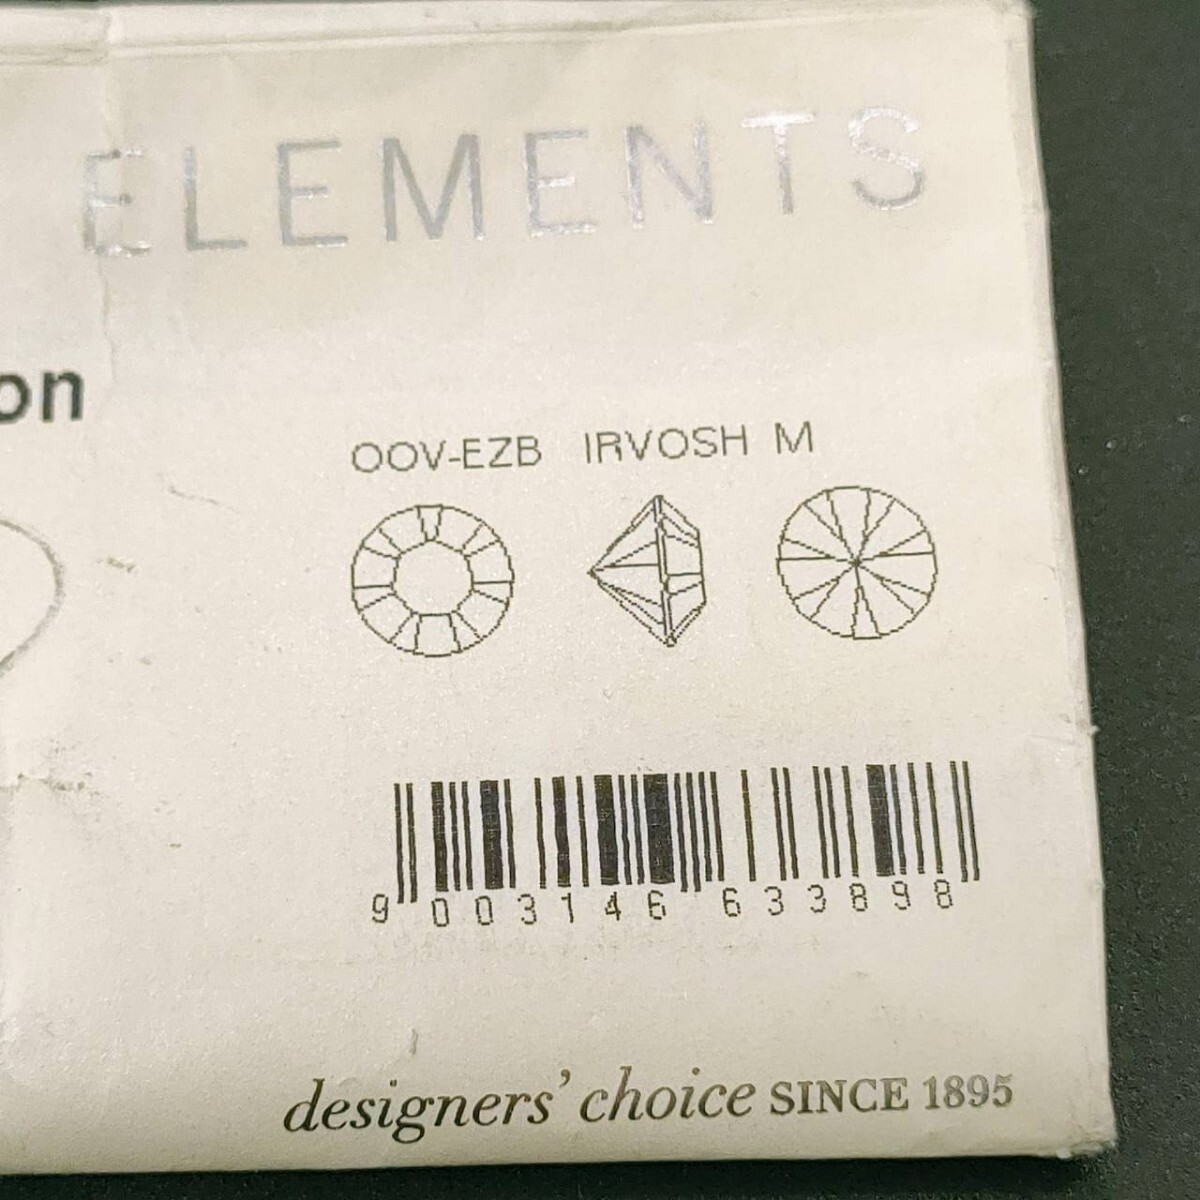 ELEMENTS
on
OOV-EZB IRVOSH M
9 003146 633898
designers' choice SINCE 1895